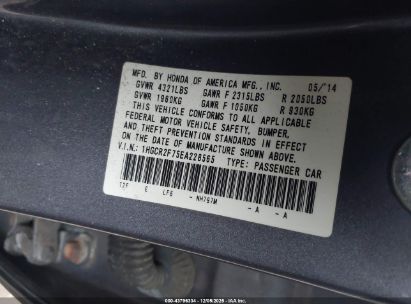 MFD. BY HONDA OF AMERICA MFG., INC. 05/14
GVWR 4321LBS GAWR F 2315LBS R 2050LBS
GVWR 1960KG GAWR F 1050KG R 930KG
THIS VEHICLE CONFORMS TO ALL APPLICABLE
FEDERAL MOTOR VEHICLE SAFETY, BUMPER,
AND THEFT PREVENTION STANDARDS IN EFFECT
ON THE DATE OF MANUFACTURE SHOWN ABOVE.
V.I.N.: 1HGCR2F75EA228565 TYPE: PASSENGER CAR
T2F E LFB - NH797M - A - A